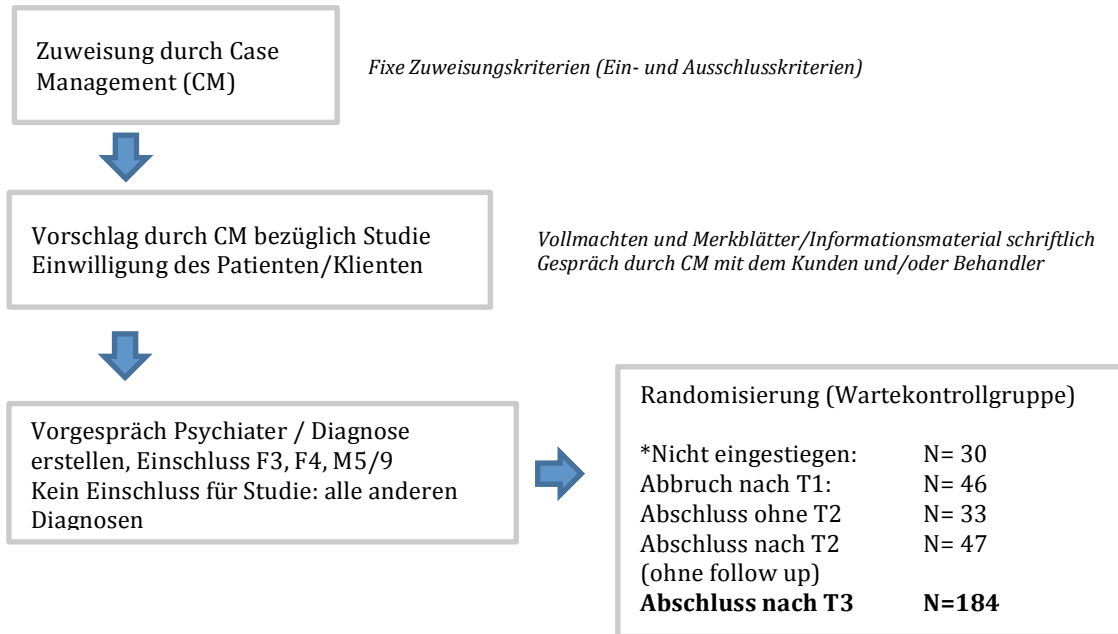 Zuweisung durch Case
Management (CM)
Fixe Zuweisungskriterien (Ein- und Ausschlusskriterien)
Vorschlag durch CM bezüglich Studie
Einwilligung des Patienten/Klienten
Vollmachten und Merkblätter/Informationsmaterial schriftlich
Gespräch durch CM mit dem Kunden und/oder Behandler
Vorgespräch Psychiater / Diagnose
erstellen, Einschluss F3, F4, M5/9
Kein Einschluss für Studie: alle anderen
Diagnosen
Randomisierung (Wartekontrollgruppe)
*Nicht eingestiegen: N= 30
Abbruch nach T1: N= 46
Abschluss ohne T2 N= 33
Abschluss nach T2 N= 47
(ohne follow up)
Abschluss nach T3 N=184